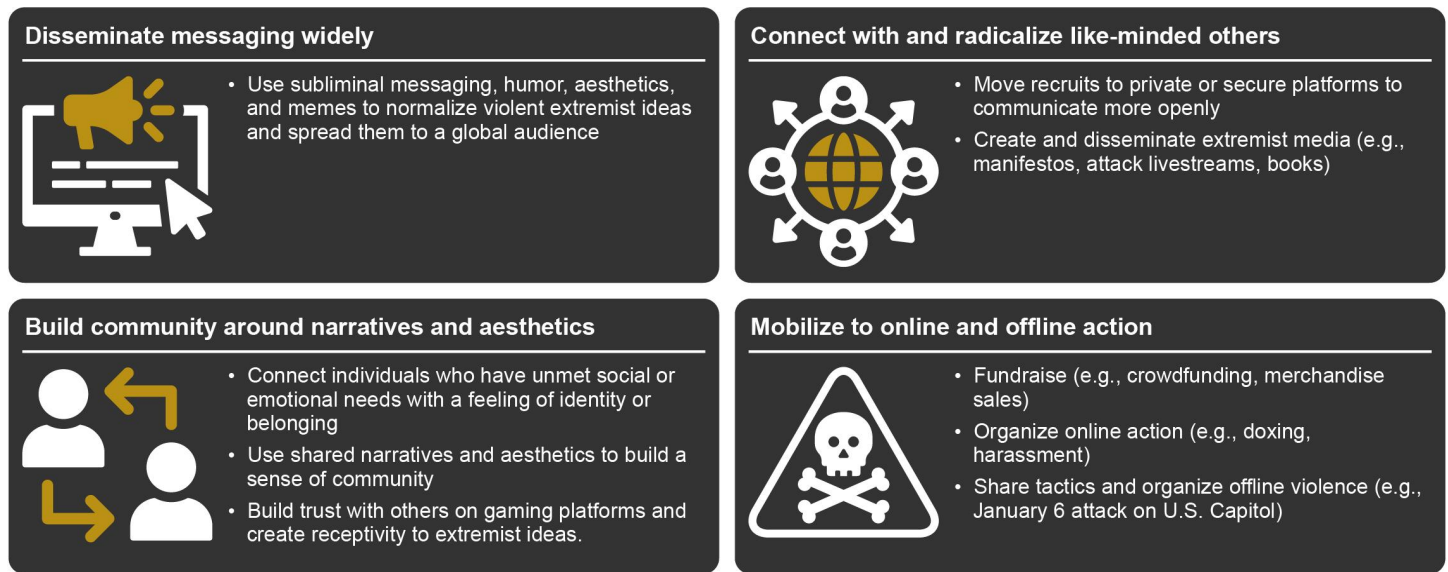 Disseminate messaging widely
• Use subliminal messaging, humor, aesthetics,
and memes to normalize violent extremist ideas
and spread them to a global audience
Connect with and radicalize like-minded others
• Move recruits to private or secure platforms to
communicate more openly
• Create and disseminate extremist media (e.g.,
manifestos, attack livestreams, books)
Build community around narratives and aesthetics
• Connect individuals who have unmet social or
emotional needs with a feeling of identity or
belonging
• Use shared narratives and aesthetics to build a
sense of community
• Build trust with others on gaming platforms and
create receptivity to extremist ideas.
Mobilize to online and offline action
• Fundraise (e.g., crowdfunding, merchandise
sales)
• Organize online action (e.g., doxing,
harassment)
• Share tactics and organize offline violence (e.g.,
January 6 attack on U.S. Capitol)